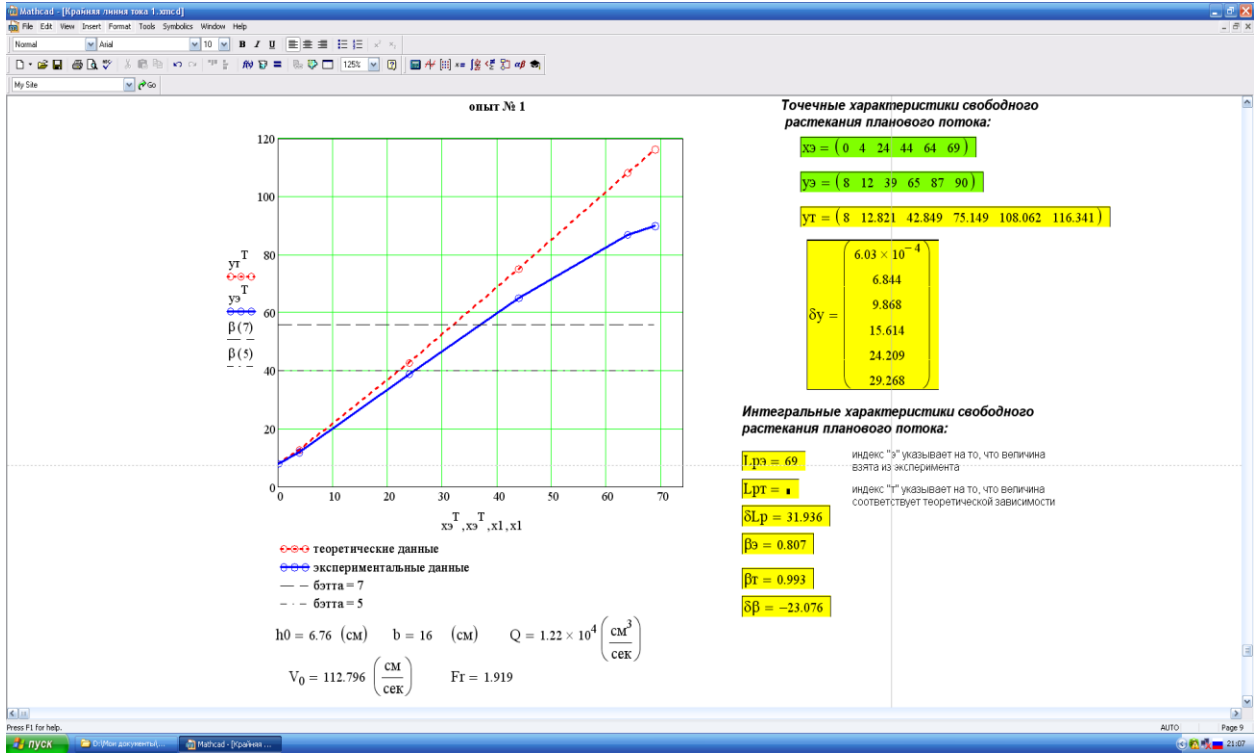 Mathcad - [Крайняя линия тока 1.xmcd]
File Edit View Insert Format Tools Symbolics Window Help
Normal Arial 10 B I U
125%
My Site Go
опыт № 1
120
100
80
60
40
20
0
0 10 20 30 40 50 60 70
yт^T
yэ^T
β(7)
β(5)
xэ^T, xэ^T, x1, x1
теоретические данные
экспериментальные данные
бэтта = 7
бэтта = 5
h0 = 6.76 (см) b = 16 (см) Q = 1.22 × 10^4 (см^3/сек)
V_0 = 112.796 (см/сек) Fr = 1.919
Точечные характеристики свободного
растекания планового потока:
xэ = ( 0 4 24 44 64 69 )
yэ = ( 8 12 39 65 87 90 )
yт = ( 8 12.821 42.849 75.149 108.062 116.341 )
δy =
6.03 × 10^-4
6.844
9.868
15.614
24.209
29.268
Интегральные характеристики свободного
растекания планового потока:
Lpэ = 69
Lpт =
δLp = 31.936
βэ = 0.807
βт = 0.993
δβ = −23.076
индекс "э" указывает на то, что величина
взята из эксперимента
индекс "т" указывает на то, что величина
соответствует теоретической зависимости
Press F1 for help. AUTO Page 9
пуск D:\Мои документы\... Mathcad - [Крайняя ... 21:07